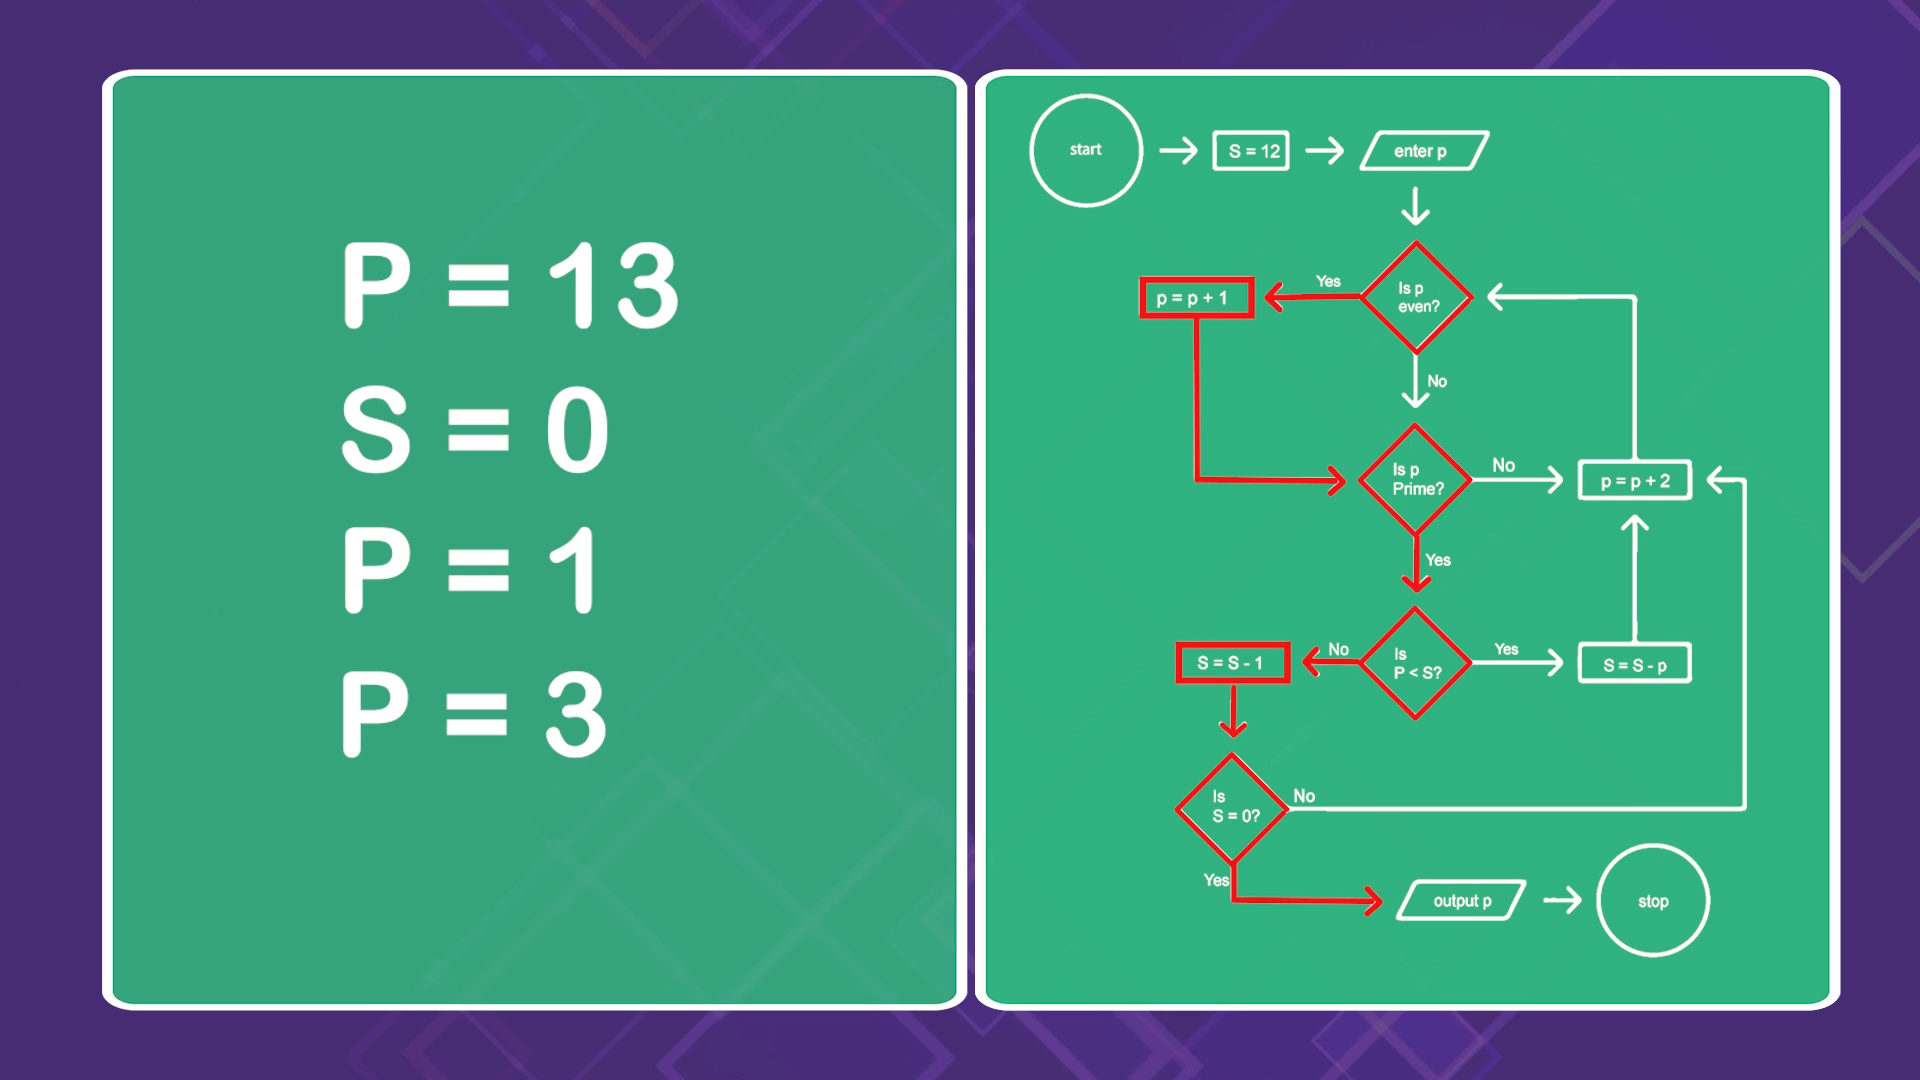 P = 13
S = 0
P = 1
P = 3
start
S = 12
enter p
Yes
p = p + 1
Is p
even?
No
Is p
Prime?
No
p = p + 2
Yes
No
Yes
S = S - 1
Is
P < S?
S = S - p
Is
S = 0?
No
Yes
output p
stop